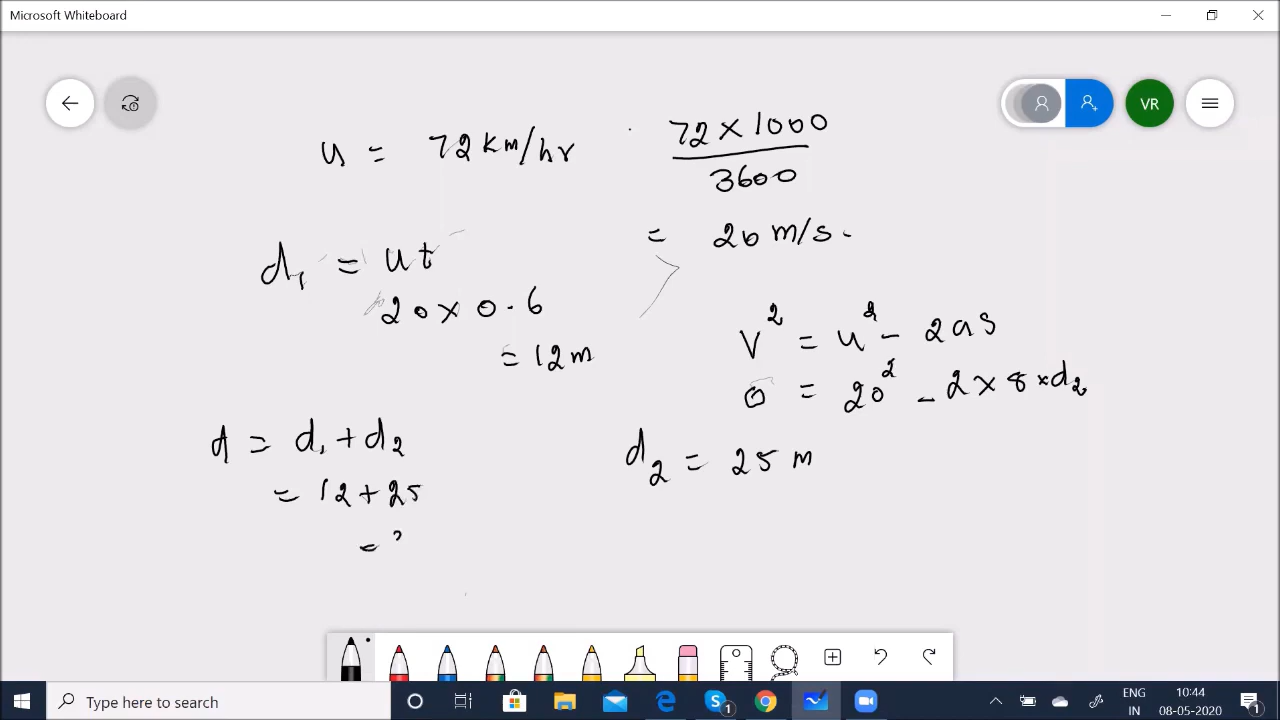 Microsoft Whiteboard
VR
u = 72 km/hr
72 × 1000
3600
= 20 m/s.
d₁ = ut
20 × 0.6
= 12 m
v² = u² - 2as
0 = 20² - 2 × 8 × d₂
d₂ = 25 m
d = d₁ + d₂
= 12 + 25
=
Type here to search
1
ENG
IN
10:44
08-05-2020
1